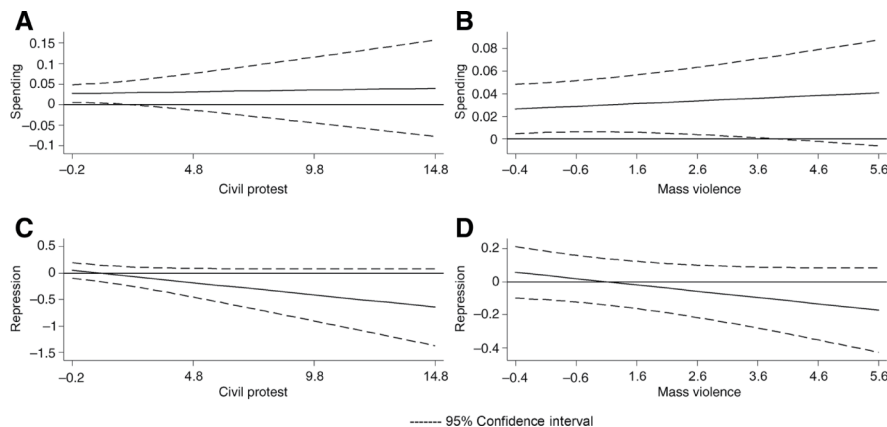 A
Spending
0.15
0.1
0.05
0
−0.05
−0.1
−0.2 4.8 9.8 14.8
Civil protest
B
Spending
0.08
0.06
0.04
0.02
0
−0.4 −0.6 1.6 2.6 3.6 4.6 5.6
Mass violence
C
Repression
0.5
0
−0.5
−1
−1.5
−0.2 4.8 9.8 14.8
Civil protest
D
Repression
0.2
0
−0.2
−0.4
−0.4 −0.6 1.6 2.6 3.6 4.6 5.6
Mass violence
95% Confidence interval